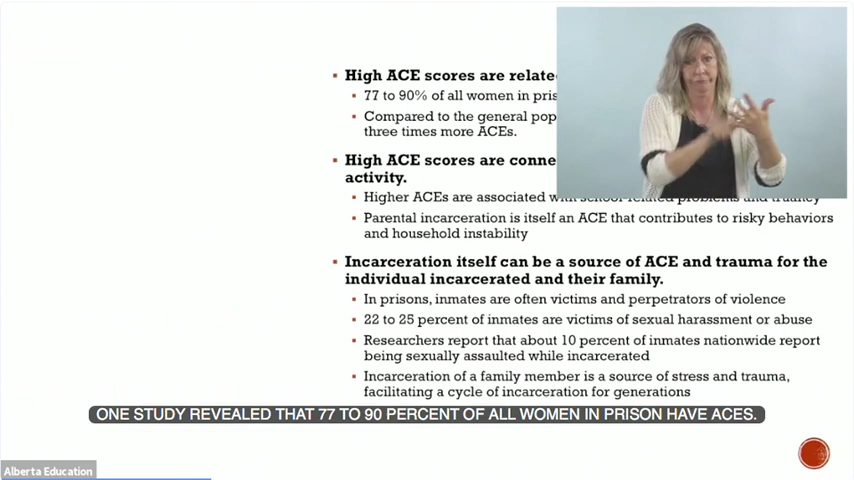 High ACE scores are relate
77 to 90% of all women in pris
Compared to the general pop
three times more ACEs.
High ACE scores are conne
activity.
Higher ACEs are associated with school-related problems and truancy
Parental incarceration is itself an ACE that contributes to risky behaviors
and household instability
Incarceration itself can be a source of ACE and trauma for the
individual incarcerated and their family.
In prisons, inmates are often victims and perpetrators of violence
22 to 25 percent of inmates are victims of sexual harassment or abuse
Researchers report that about 10 percent of inmates nationwide report
being sexually assaulted while incarcerated
Incarceration of a family member is a source of stress and trauma,
facilitating a cycle of incarceration for generations
ONE STUDY REVEALED THAT 77 TO 90 PERCENT OF ALL WOMEN IN PRISON HAVE ACES.
Alberta Education